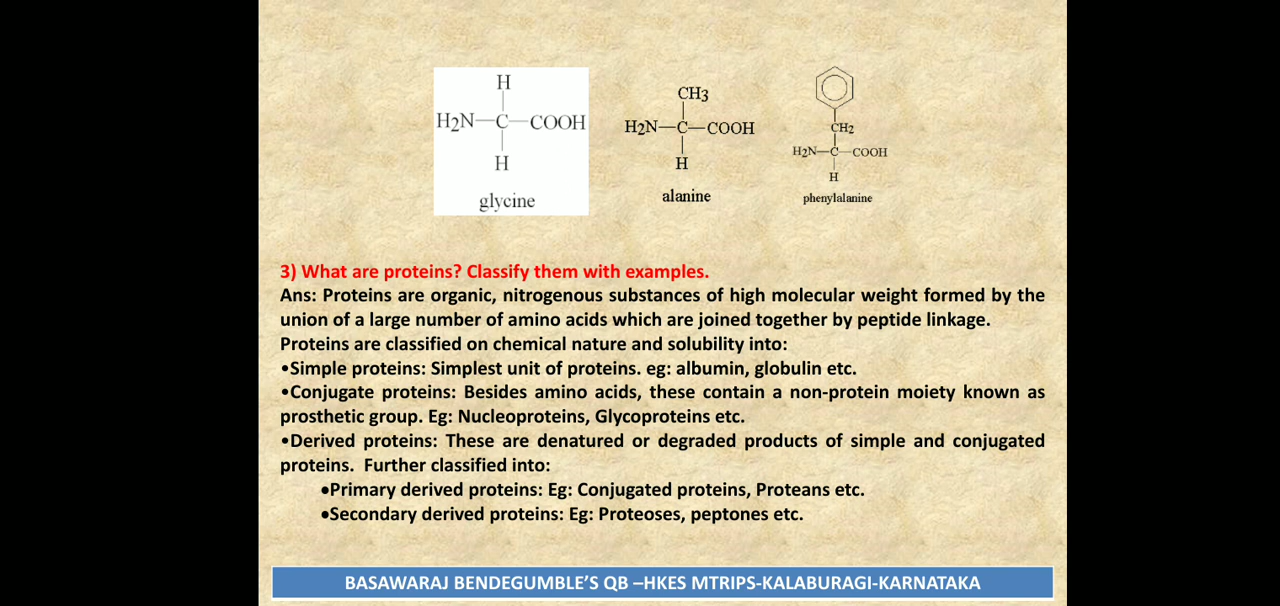 H
H2N—C—COOH
H
glycine
CH3
H2N—C—COOH
H
alanine
CH2
H2N—C—COOH
H
phenylalanine
3) What are proteins? Classify them with examples.
Ans: Proteins are organic, nitrogenous substances of high molecular weight formed by the
union of a large number of amino acids which are joined together by peptide linkage.
Proteins are classified on chemical nature and solubility into:
•Simple proteins: Simplest unit of proteins. eg: albumin, globulin etc.
•Conjugate proteins: Besides amino acids, these contain a non-protein moiety known as
prosthetic group. Eg: Nucleoproteins, Glycoproteins etc.
•Derived proteins: These are denatured or degraded products of simple and conjugated
proteins. Further classified into:
•Primary derived proteins: Eg: Conjugated proteins, Proteans etc.
•Secondary derived proteins: Eg: Proteoses, peptones etc.
BASAWARAJ BENDEGUMBLE'S QB –HKES MTRIPS-KALABURAGI-KARNATAKA